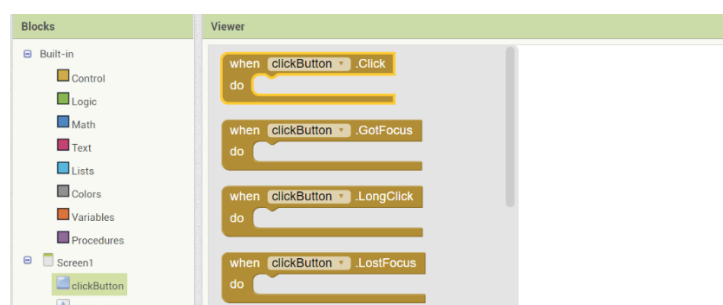 Blocks
Viewer
Built-in
Control
Logic
Math
Text
Lists
Colors
Variables
Procedures
Screen1
clickButton
when clickButton .Click
do
when clickButton .GotFocus
do
when clickButton .LongClick
do
when clickButton .LostFocus
do